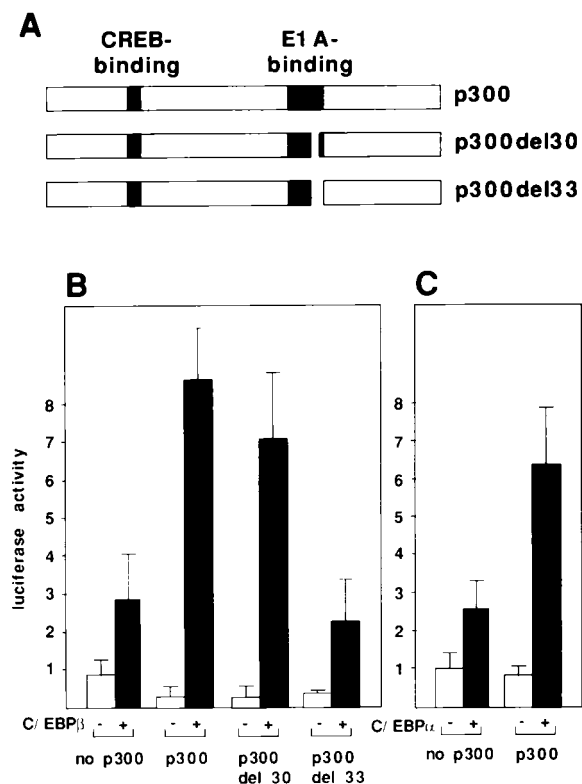 A
CREB- E1A-
binding binding
p300
p300del30
p300del33
B C
8 8
7 7
6 6
5 5
4 4
3 3
2 2
1 1
luciferase activity
C/EBPβ - + - + - + - + C/EBPα - + - +
no p300 p300 p300 p300 no p300 p300
del 30 del 33